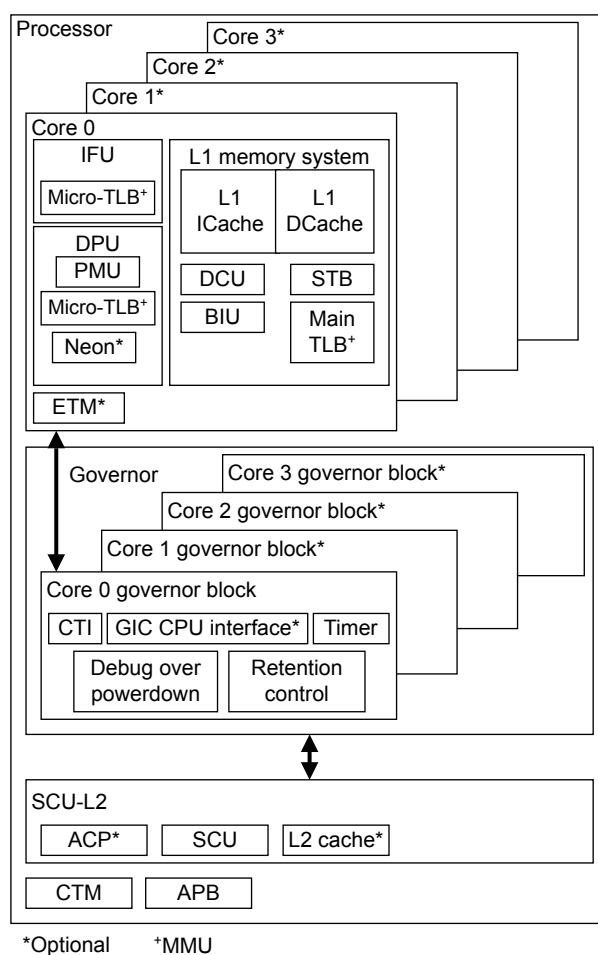 Processor
Core 3*
Core 2*
Core 1*
Core 0
IFU
Micro-TLB+
DPU
PMU
Micro-TLB+
Neon*
ETM*
L1 memory system
L1
ICache
L1
DCache
DCU
STB
BIU
Main
TLB+
Governor
Core 3 governor block*
Core 2 governor block*
Core 1 governor block*
Core 0 governor block
CTI
GIC CPU interface*
Timer
Debug over
powerdown
Retention
control
SCU-L2
ACP*
SCU
L2 cache*
CTM
APB
*Optional
+MMU